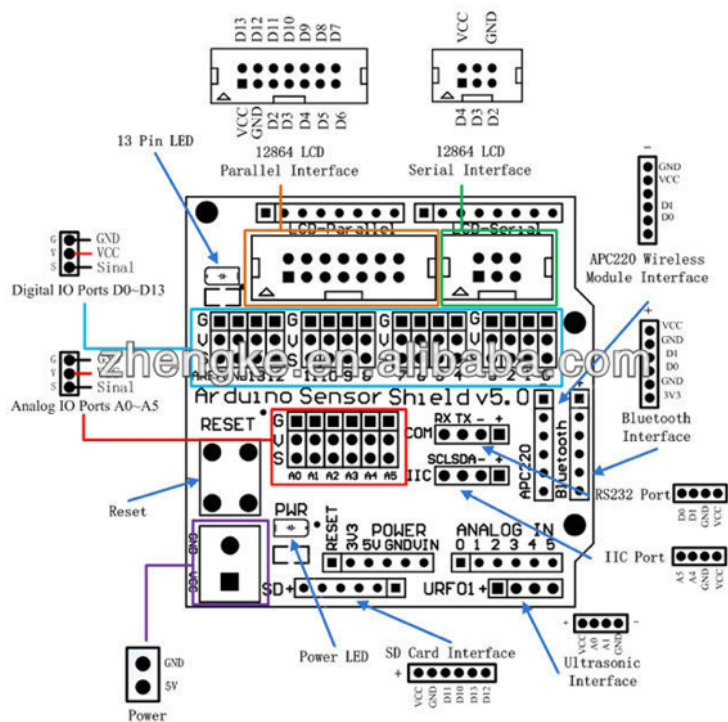 D13 D12 D11 D10 D9 D8 D7
VCC GND D2 D3 D4 D5 D6
VCC GND
D4 D3 D2
13 Pin LED
12864 LCD
Parallel Interface
12864 LCD
Serial Interface
LCD-Parallel
LCD-Serial
G GND
V VCC
S Sinal
Digital IO Ports D0~D13
G GND
V VCC
S Sinal
Analog IO Ports A0~A5
-
GND
VCC
D1
D0
APC220 Wireless
Module Interface
+
VCC
GND
D1
D0
GND
3V3
Bluetooth
Interface
G G G G
V V V V
zhengke.en.alibaba.com
Arduino Sensor Shield v5.0
RESET
G
V
S
A0 A1 A2 A3 A4 A5
RX TX - +
COM
SCLSDA- +
IIC
APC220
Bluetooth
Reset
RS232 Port
D0 D1 GND VCC
IIC Port
A5 A4 GND VCC
PWR
RESET
3V3
POWER
5V GNDVIN
ANALOG IN
0 1 2 3 4 5
GND
VCC
SD+
URF01+
GND
5V
Power
Power LED
SD Card Interface
+
VCC GND D11 D10 D13 D12
+ -
VCC A0 A1 GND
Ultrasonic
Interface